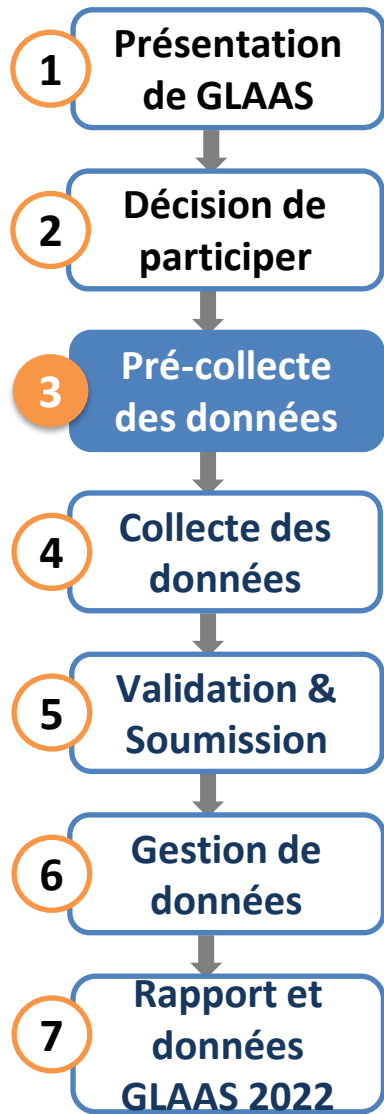 1
Présentation
de GLAAS
2
Décision de
participer
3
Pré-collecte
des données
4
Collecte des
données
5
Validation &
Soumission
6
Gestion de
données
7
Rapport et
données
GLAAS 2022